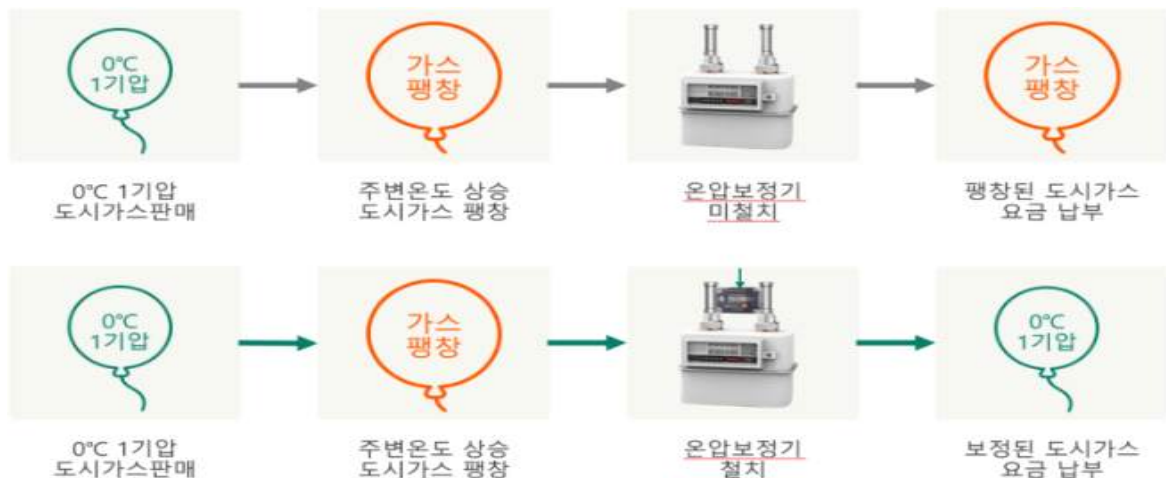 0℃
1기압
가스
팽창
가스
팽창
0℃ 1기압
도시가스판매
주변온도 상승
도시가스 팽창
온압보정기
미철치
팽창된 도시가스
요금 납부
0℃
1기압
가스
팽창
0℃
1기압
0℃ 1기압
도시가스판매
주변온도 상승
도시가스 팽창
온압보정기
철치
보정된 도시가스
요금 납부